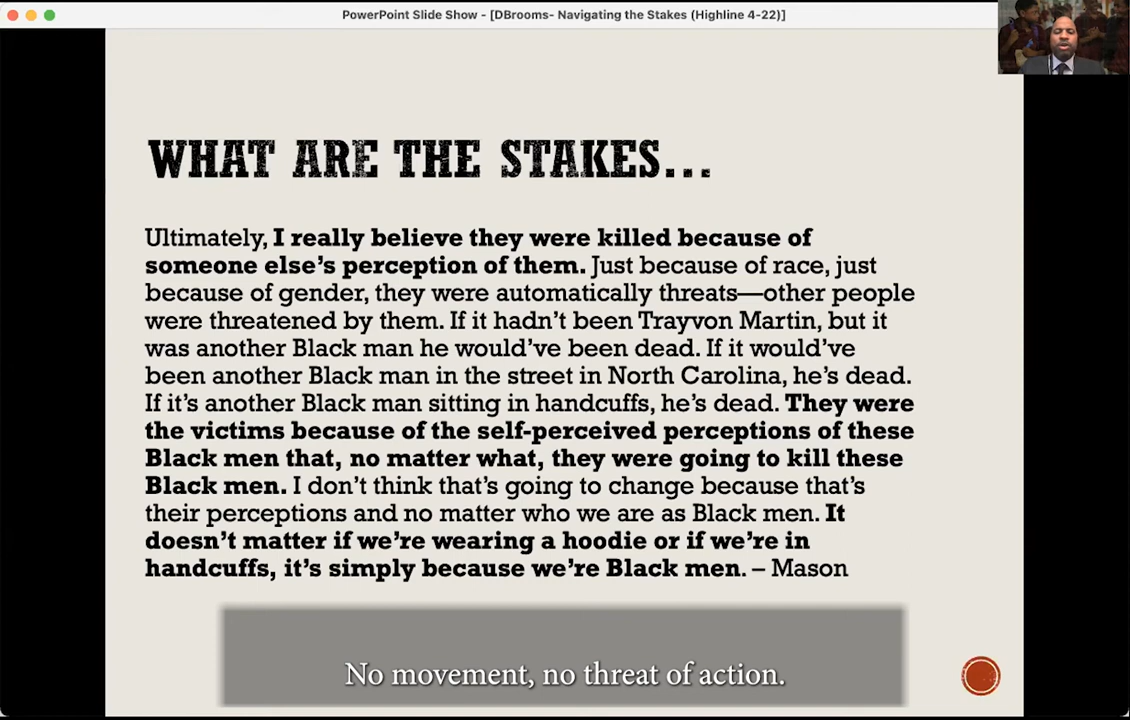 PowerPoint Slide Show - [DBrooms- Navigating the Stakes (Highline 4-22)]
WHAT ARE THE STAKES...
Ultimately, I really believe they were killed because of
someone else’s perception of them. Just because of race, just
because of gender, they were automatically threats—other people
were threatened by them. If it hadn’t been Trayvon Martin, but it
was another Black man he would’ve been dead. If it would’ve
been another Black man in the street in North Carolina, he’s dead.
If it’s another Black man sitting in handcuffs, he’s dead. They were
the victims because of the self-perceived perceptions of these
Black men that, no matter what, they were going to kill these
Black men. I don’t think that’s going to change because that’s
their perceptions and no matter who we are as Black men. It
doesn’t matter if we’re wearing a hoodie or if we’re in
handcuffs, it’s simply because we’re Black men. – Mason
No movement, no threat of action.